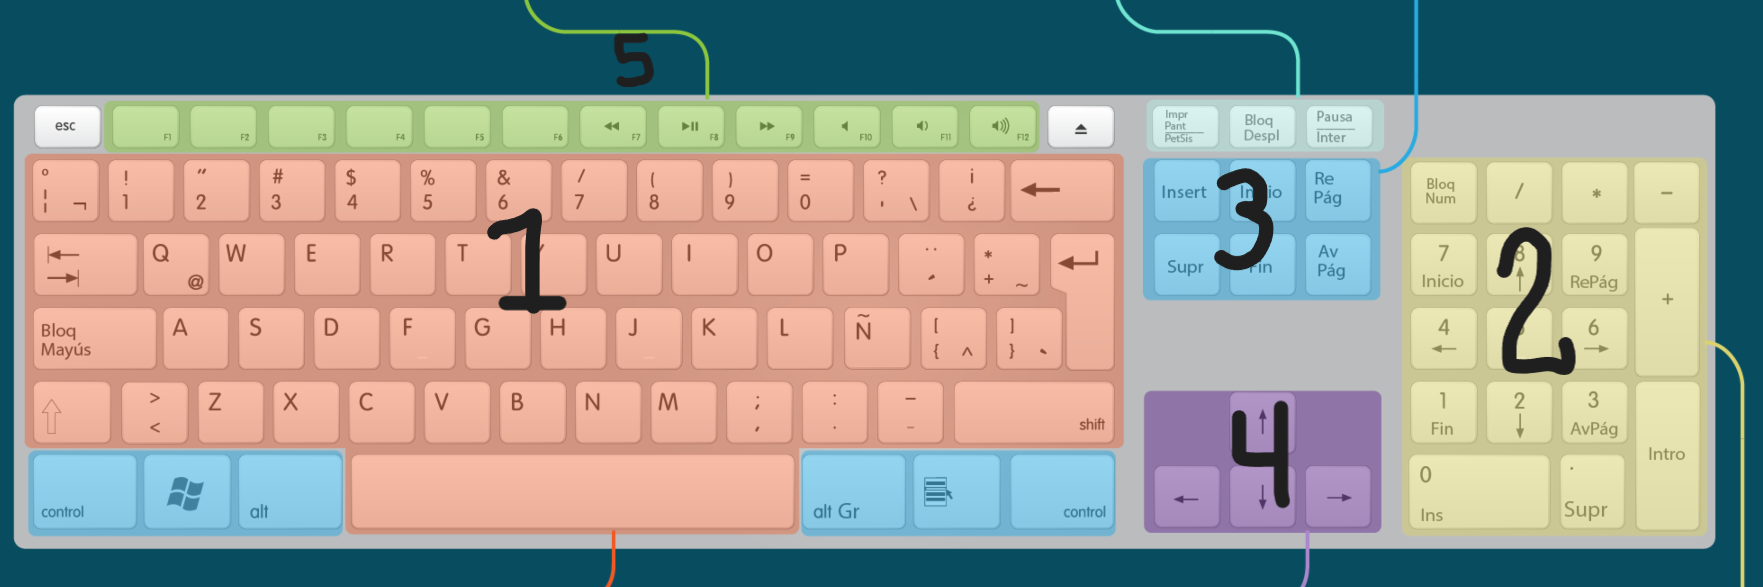 5
esc F1 F2 F3 F4 F5 F6 F7 F8 F9 F10 F11 F12
Impr Pant PetSis
Bloq Despl
Pausa Inter
º ¦ ¬ ! 1 " 2 # 3 $ 4 % 5 & 6 / 7 ( 8 ) 9 = 0 ? ' \ ¡ ¿ ←
Insert Re Pág
Bloq Num / * -
Q @ W E R T U I O P ¨ ´ * + ~
1
3
2
Supr Fin Av Pág
7 Inicio 8 ↑ 9 RePág +
Bloq Mayús A S D F G H J K L Ñ [ { ^ ] } `
4 ← 6 →
↑ > < Z X C V B N M ; , : . – - shift
4
↑
1 Fin 2 ↓ 3 AvPág Intro
control alt alt Gr control
← ↓ →
0 Ins . Supr